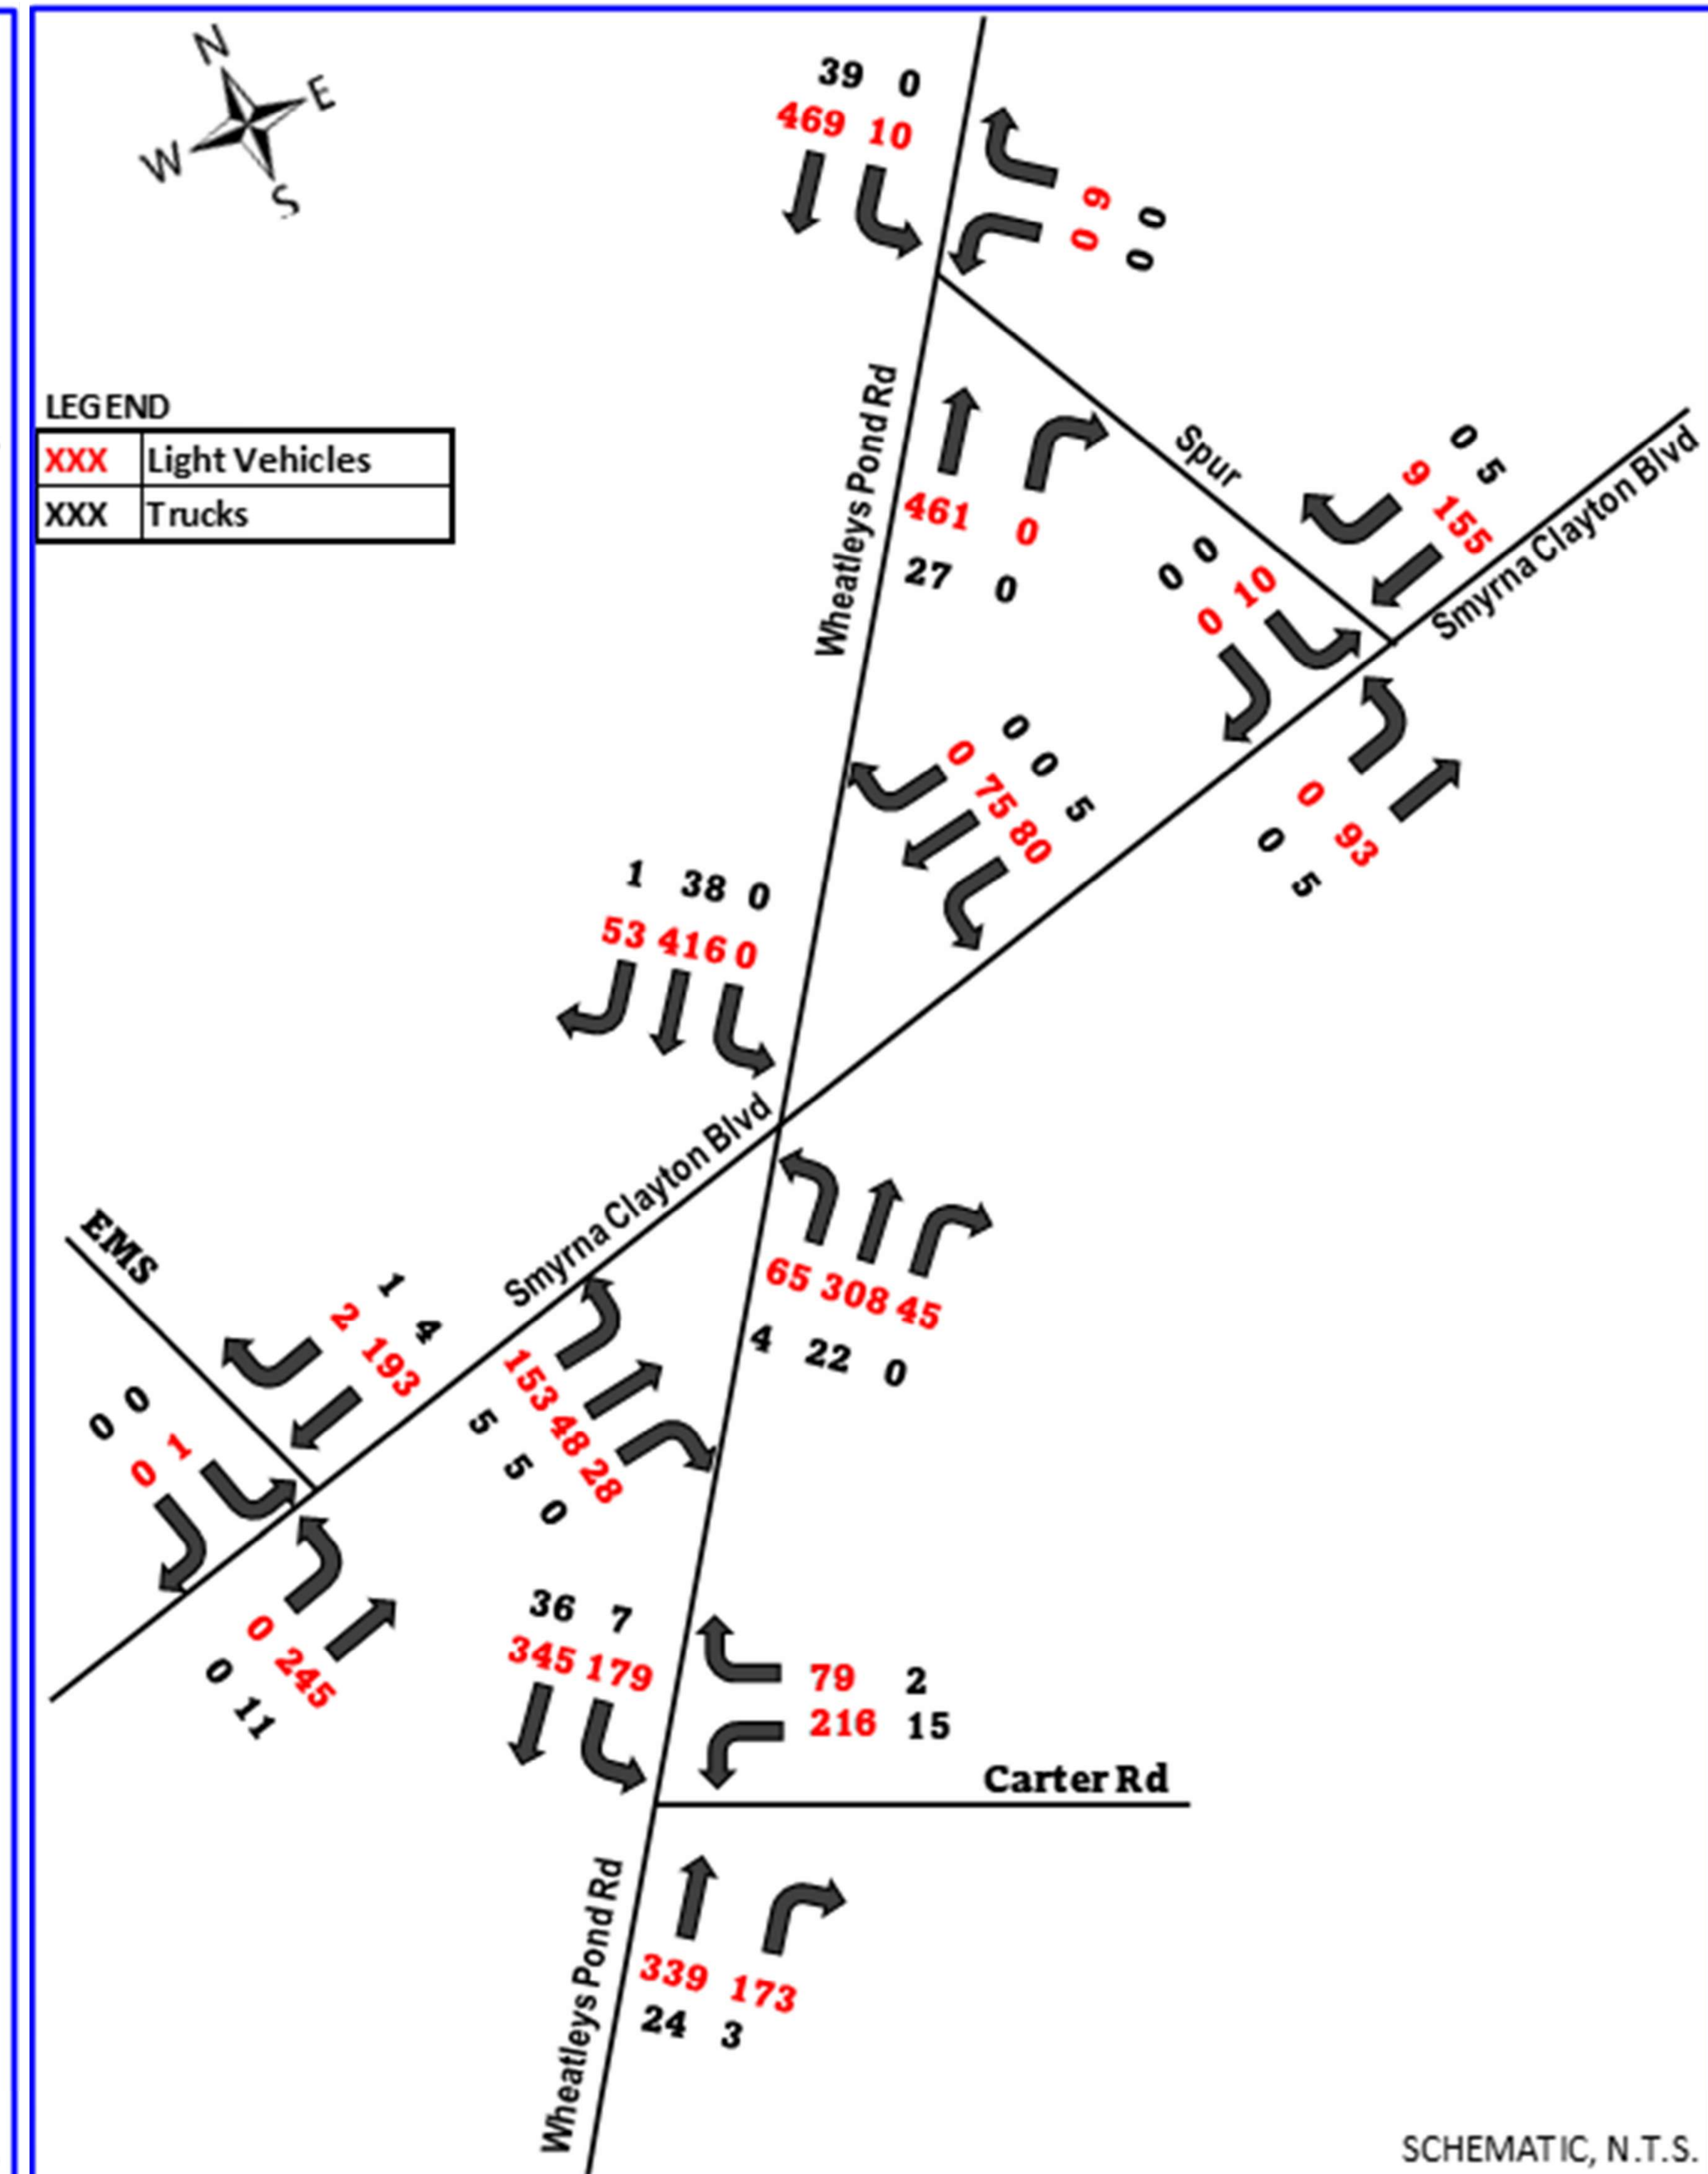 N
E
W
S
39 0
469 10
9 0
0 0
LEGEND
XXX Light Vehicles
XXX Trucks
Wheatleys Pond Rd
461 0
27 0
Spur
0 5
9 155
Smyrna Clayton Blvd
0 0
0 10
0 93
0 5
0 0 5
0 75 80
1 38 0
53 416 0
Smyrna Clayton Blvd
65 308 45
4 22 0
EMS
1 4
2 193
0 0
0 1
153 48 28
5 5 0
0 245
0 11
36 7
345 179
79 2
216 15
Carter Rd
Wheatleys Pond Rd
339 173
24 3
SCHEMATIC, N.T.S.